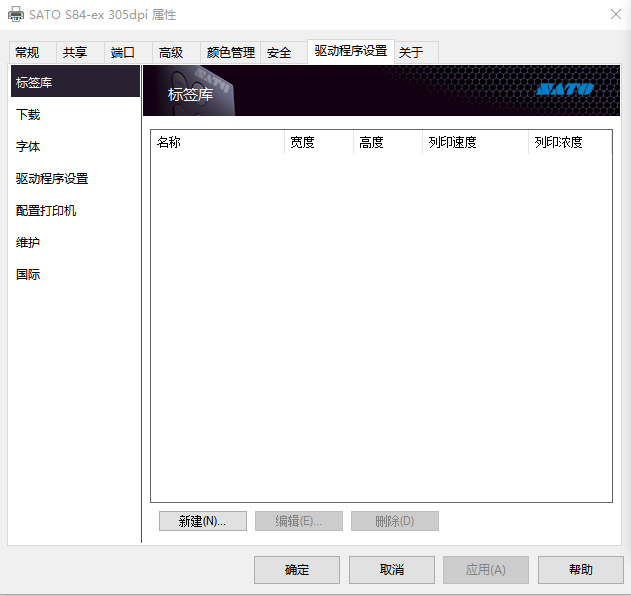 SATO S84-ex 305dpi 属性
常规 共享 端口 高级 颜色管理 安全 驱动程序设置 关于
标签库
下载
字体
驱动程序设置
配置打印机
维护
国际
SATO
标签库 SATO
名称 宽度 高度 列印速度 列印浓度
新建(N)... 编辑(E)... 删除(D)
确定 取消 应用(A) 帮助